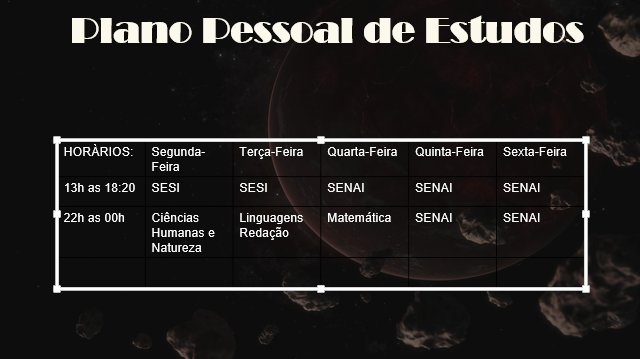 Plano Pessoal de Estudos
HORÀRIOS: Segunda-Feira Terça-Feira Quarta-Feira Quinta-Feira Sexta-Feira
13h as 18:20 SESI SESI SENAI SENAI SENAI
22h as 00h Ciências Humanas e Natureza Linguagens Redação Matemática SENAI SENAI